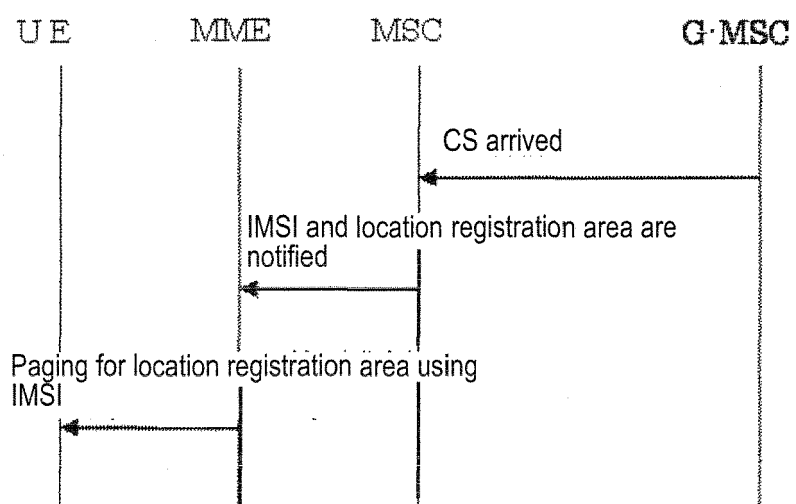 UE MME MSC G·MSC
CS arrived
IMSI and location registration area are
notified
Paging for location registration area using
IMSI